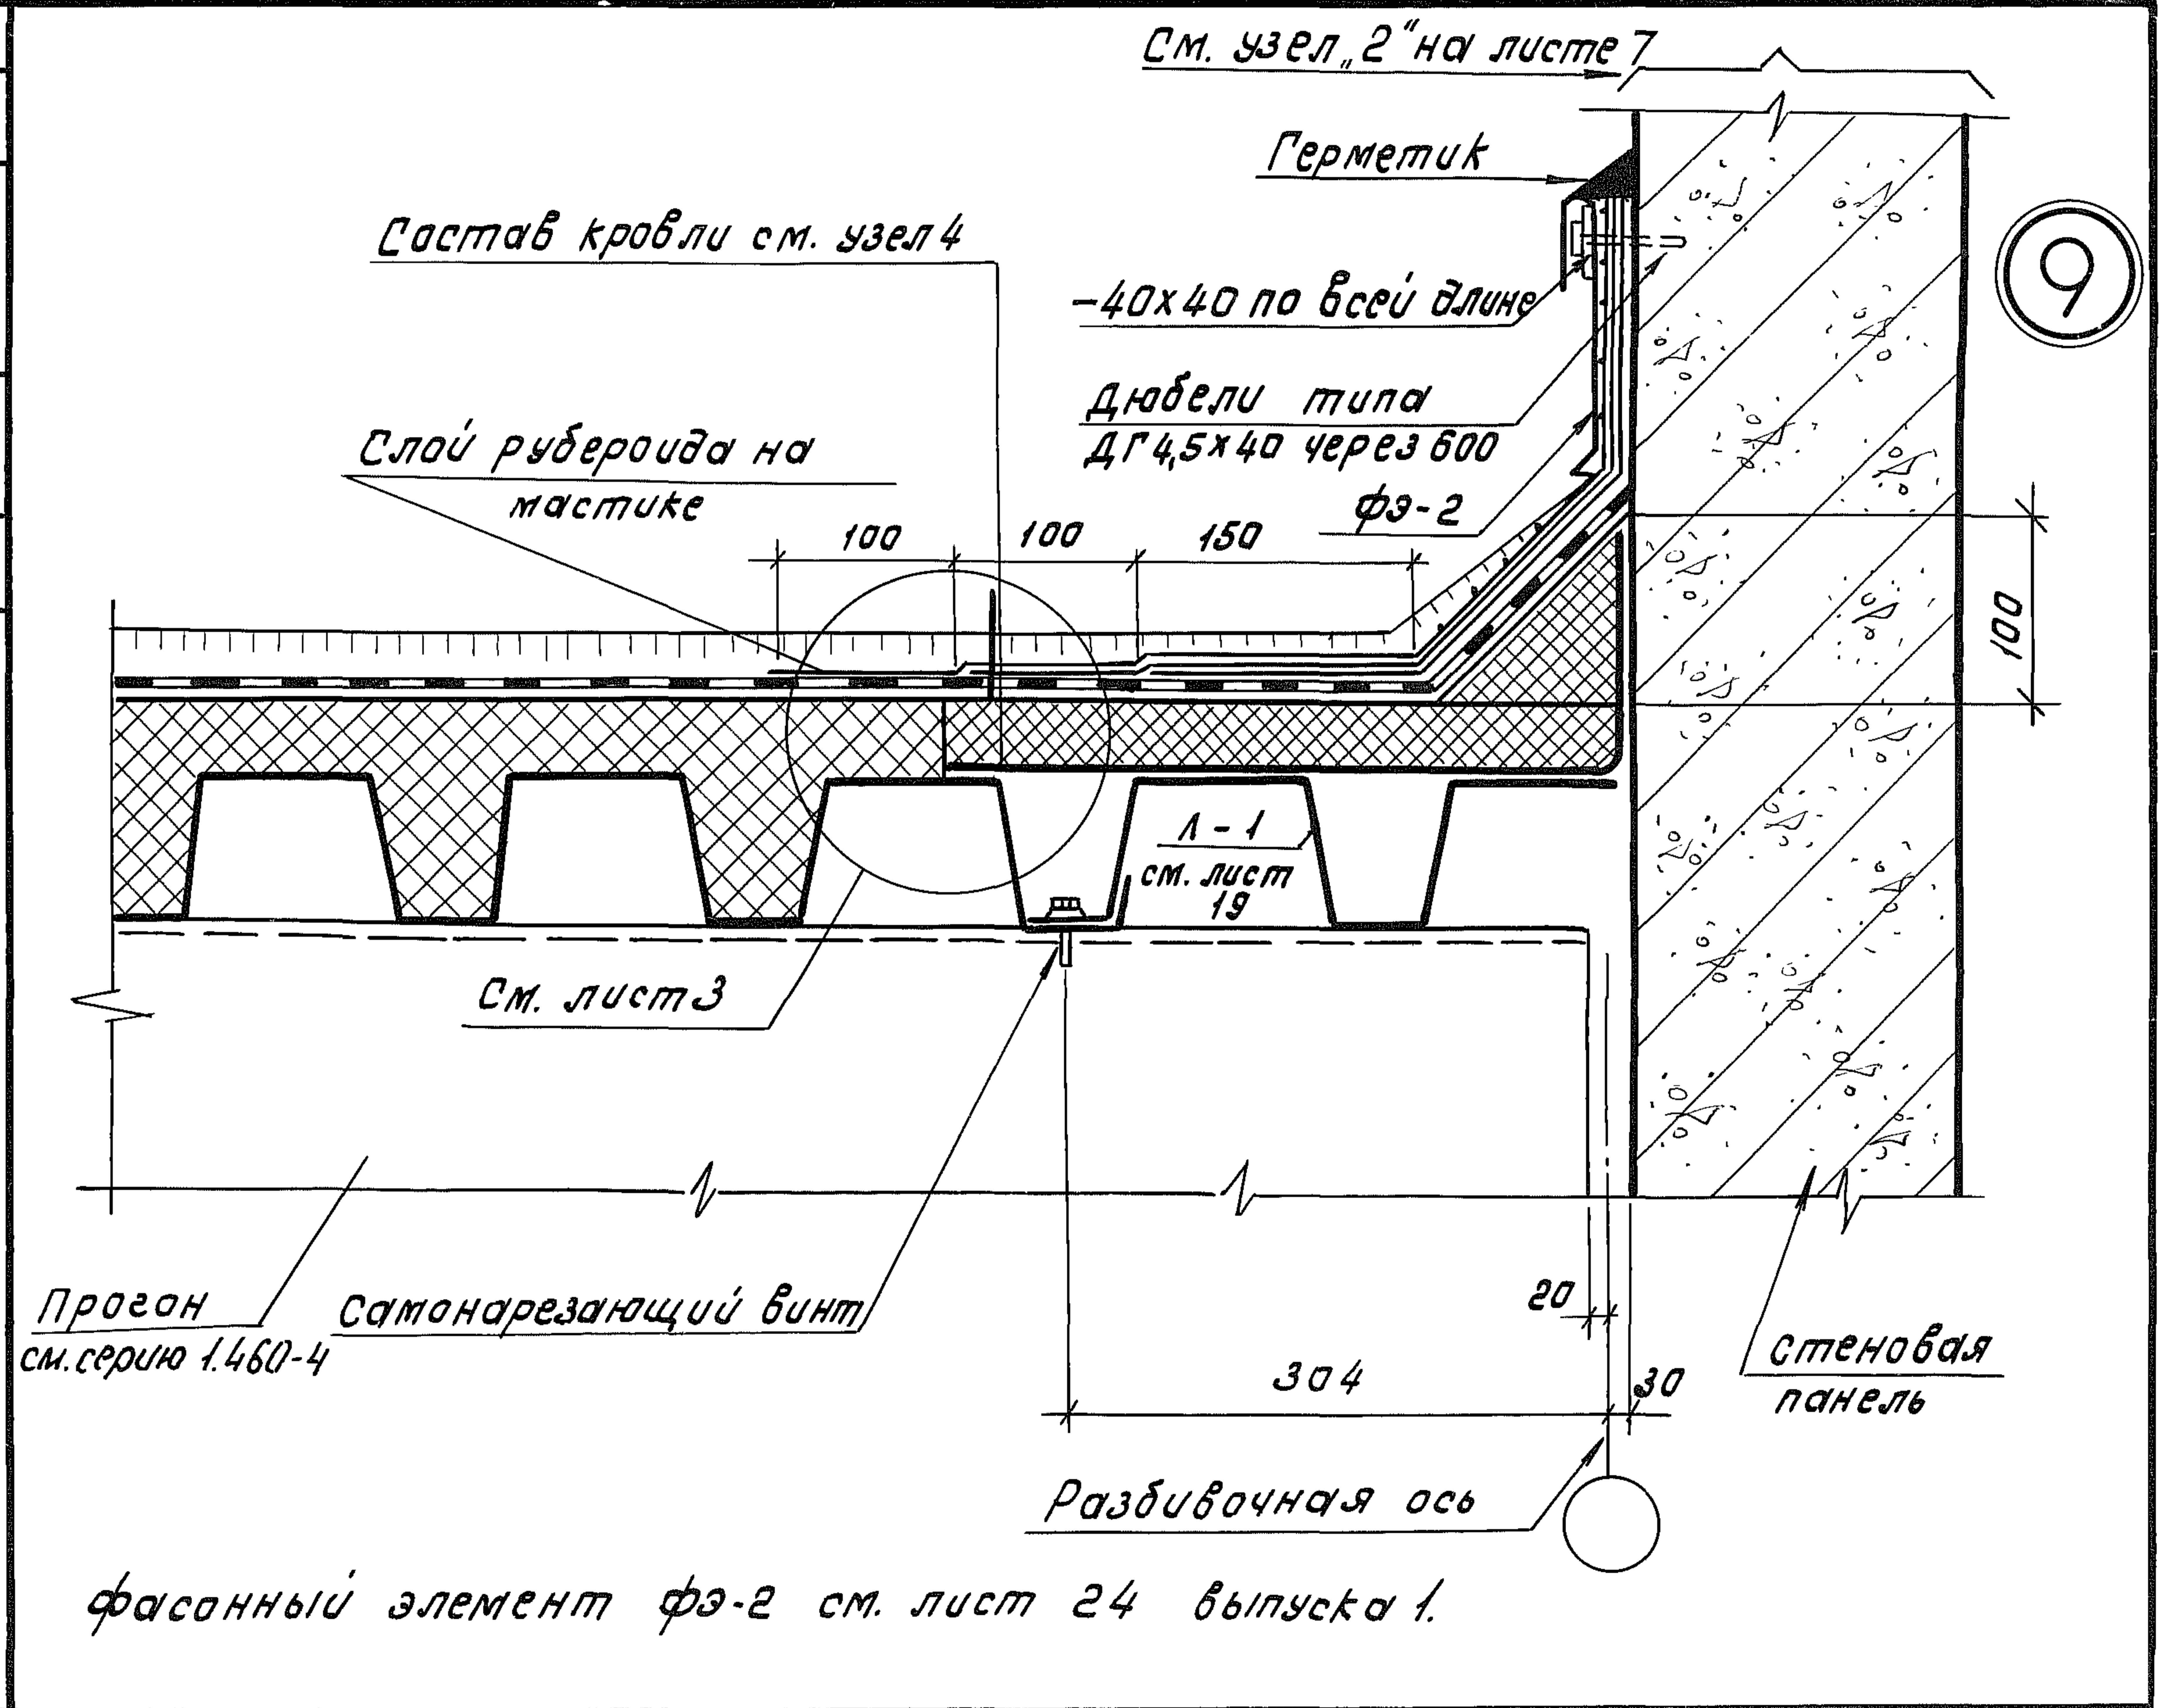 См. узел „2“ на листе 7
Герметик
9
Состав кровли см. узел 4
-40х40 по всей длине
Дюбели типа
ДГ 4,5х40 через 600
Слой рубероида на
мастике
фэ-2
100
100
150
100
Л-1
см. лист
19
См. лист 3
Прогон
см. серию 1.460-4
Самонарезающий винт
20
304
30
стеновая
панель
Разбивочная ось
фасонный элемент фэ-2 см. лист 24 выпуска 1.